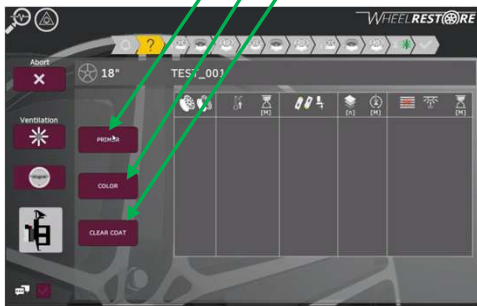 WHEELRESTORE
?
Abort
18"
TEST_001
[M]
[n]
[M]
[M]
Ventilation
PRIMER
COLOR
CLEAR COAT